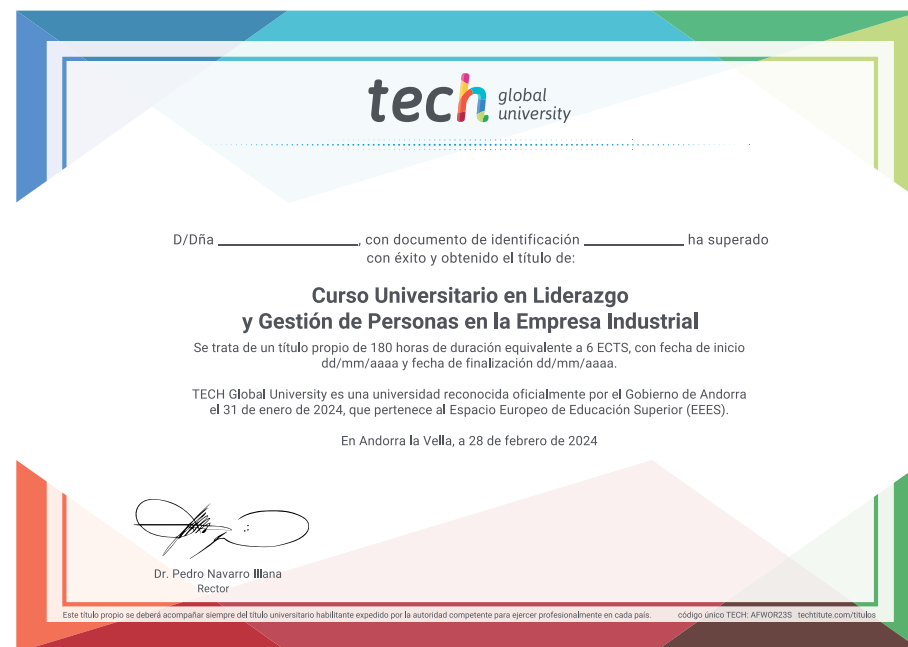 tech global university
D/Dña ____________________, con documento de identificación ______________ ha superado
con éxito y obtenido el título de:
Curso Universitario en Liderazgo
y Gestión de Personas en la Empresa Industrial
Se trata de un título propio de 180 horas de duración equivalente a 6 ECTS, con fecha de inicio
dd/mm/aaaa y fecha de finalización dd/mm/aaaa.
TECH Global University es una universidad reconocida oficialmente por el Gobierno de Andorra
el 31 de enero de 2024, que pertenece al Espacio Europeo de Educación Superior (EEES).
En Andorra la Vella, a 28 de febrero de 2024
Dr. Pedro Navarro Illana
Rector
Este título propio se deberá acompañar siempre del título universitario habilitante expedido por la autoridad competente para ejercer profesionalmente en cada país. código único TECH: AFWOR23S techtitute.com/titulos